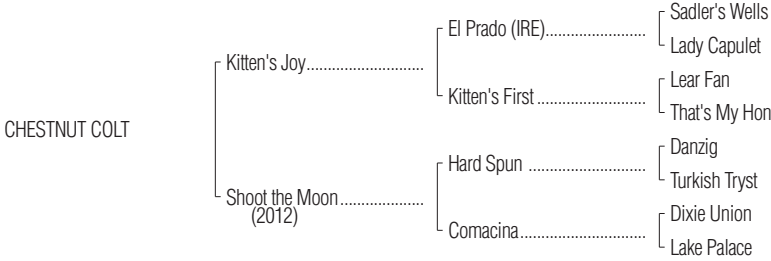 Sadler's Wells
El Prado (IRE)........................
Lady Capulet
Kitten's Joy............................
Lear Fan
Kitten's First ..........................
That's My Hon
CHESTNUT COLT
Danzig
Hard Spun ............................
Turkish Tryst
Shoot the Moon....................
(2012)
Dixie Union
Comacina..............................
Lake Palace